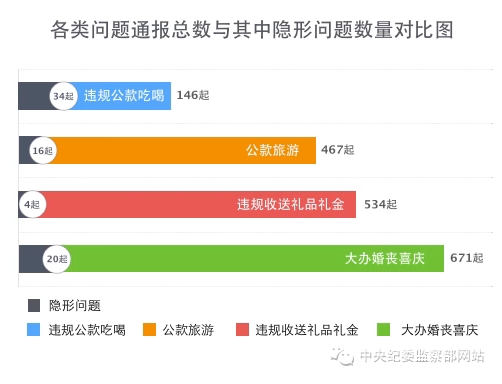 各类问题通报总数与其中隐形问题数量对比图
34起 违规公款吃喝 146起
16起 公款旅游 467起
4起 违规收送礼品礼金 534起
20起 大办婚丧喜庆 671起
隐形问题
违规公款吃喝 公款旅游 违规收送礼品礼金 大办婚丧喜庆
中央纪委监察部网站